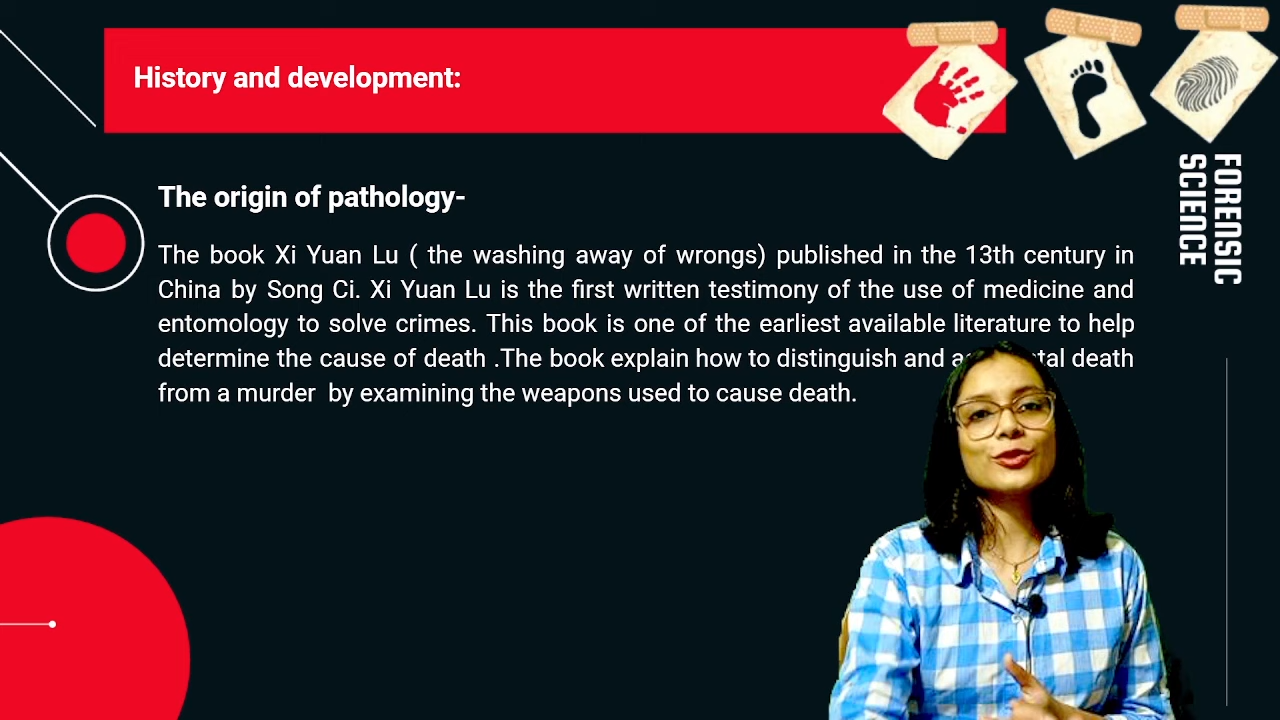 History and development:
The origin of pathology-
The book Xi Yuan Lu ( the washing away of wrongs) published in the 13th century in
China by Song Ci. Xi Yuan Lu is the first written testimony of the use of medicine and
entomology to solve crimes. This book is one of the earliest available literature to help
determine the cause of death .The book explain how to distinguish and death
from a murder by examining the weapons used to cause death.
FORENSIC
SCIENCE